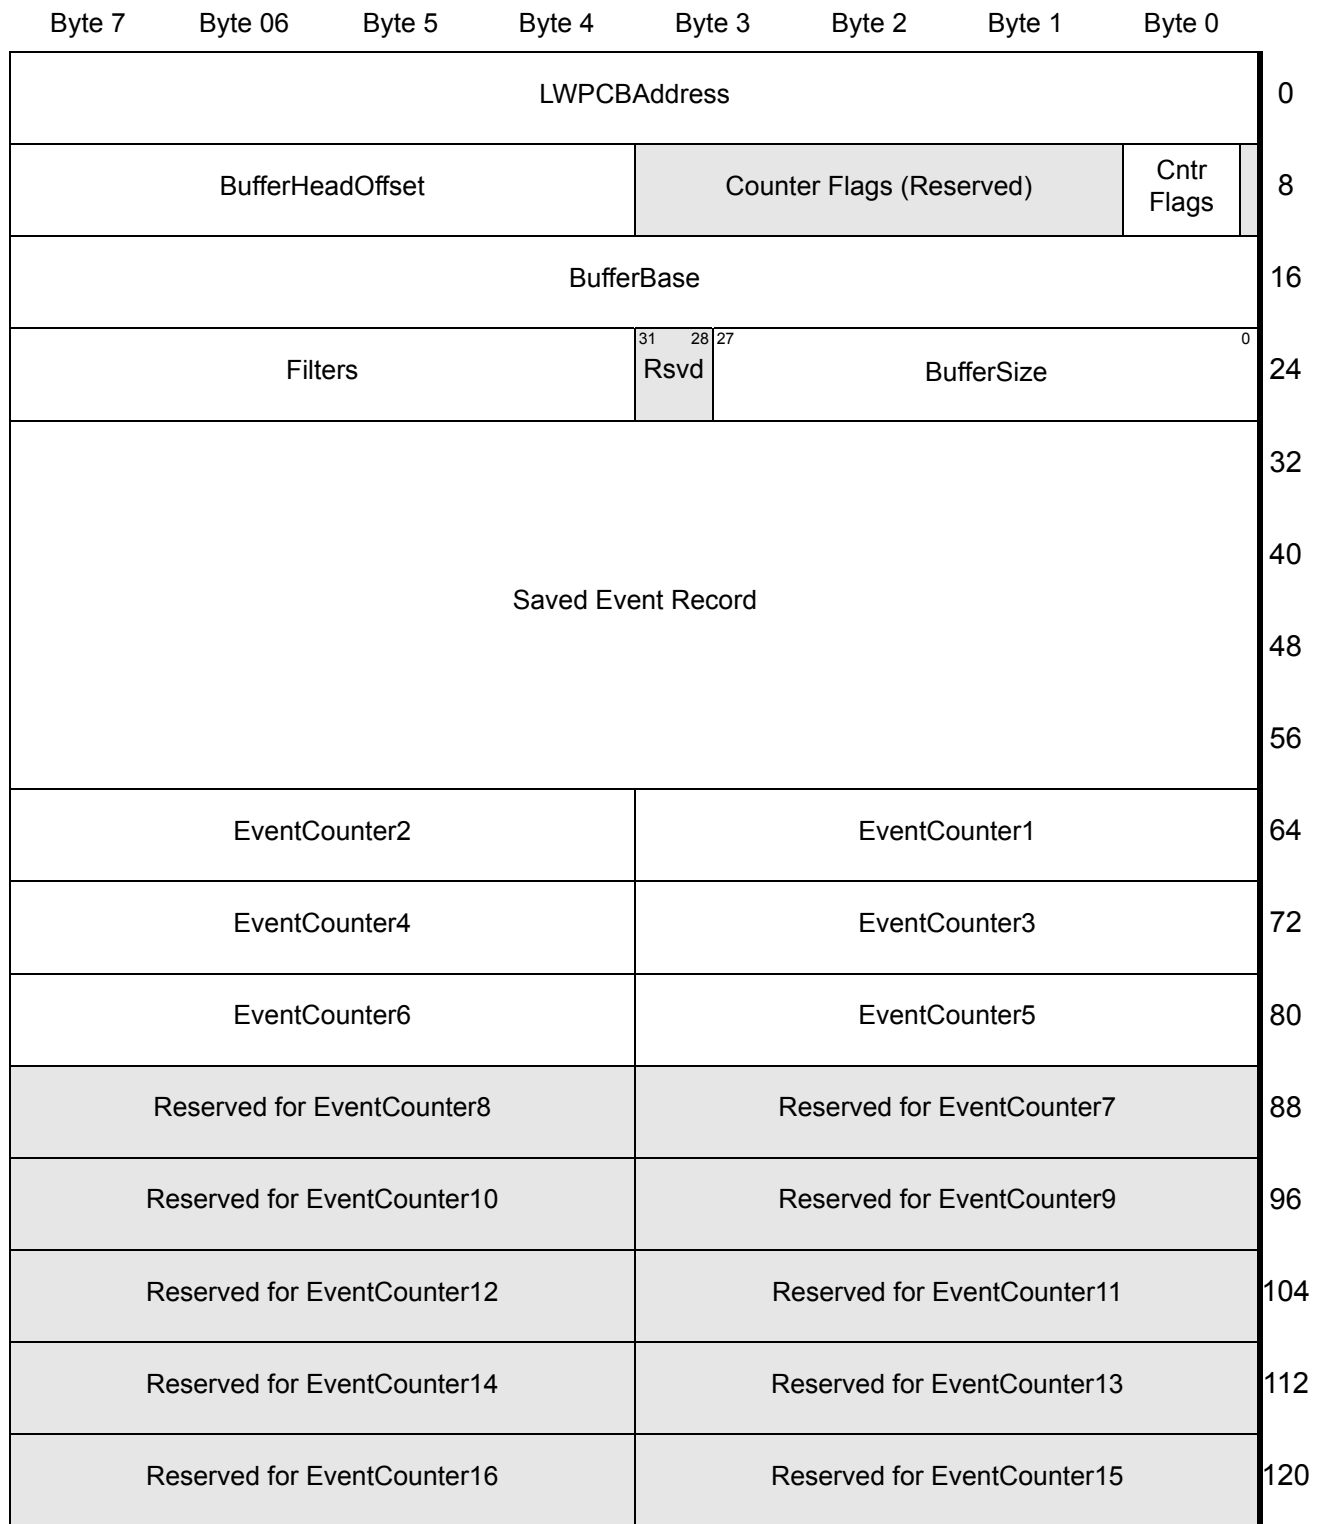 Byte 7 Byte 06 Byte 5 Byte 4 Byte 3 Byte 2 Byte 1 Byte 0
LWPCBAddress 0
BufferHeadOffset Counter Flags (Reserved) Cntr Flags 8
BufferBase 16
31 28 27 0
Filters Rsvd BufferSize 24
32
40
Saved Event Record
48
56
EventCounter2 EventCounter1 64
EventCounter4 EventCounter3 72
EventCounter6 EventCounter5 80
Reserved for EventCounter8 Reserved for EventCounter7 88
Reserved for EventCounter10 Reserved for EventCounter9 96
Reserved for EventCounter12 Reserved for EventCounter11 104
Reserved for EventCounter14 Reserved for EventCounter13 112
Reserved for EventCounter16 Reserved for EventCounter15 120